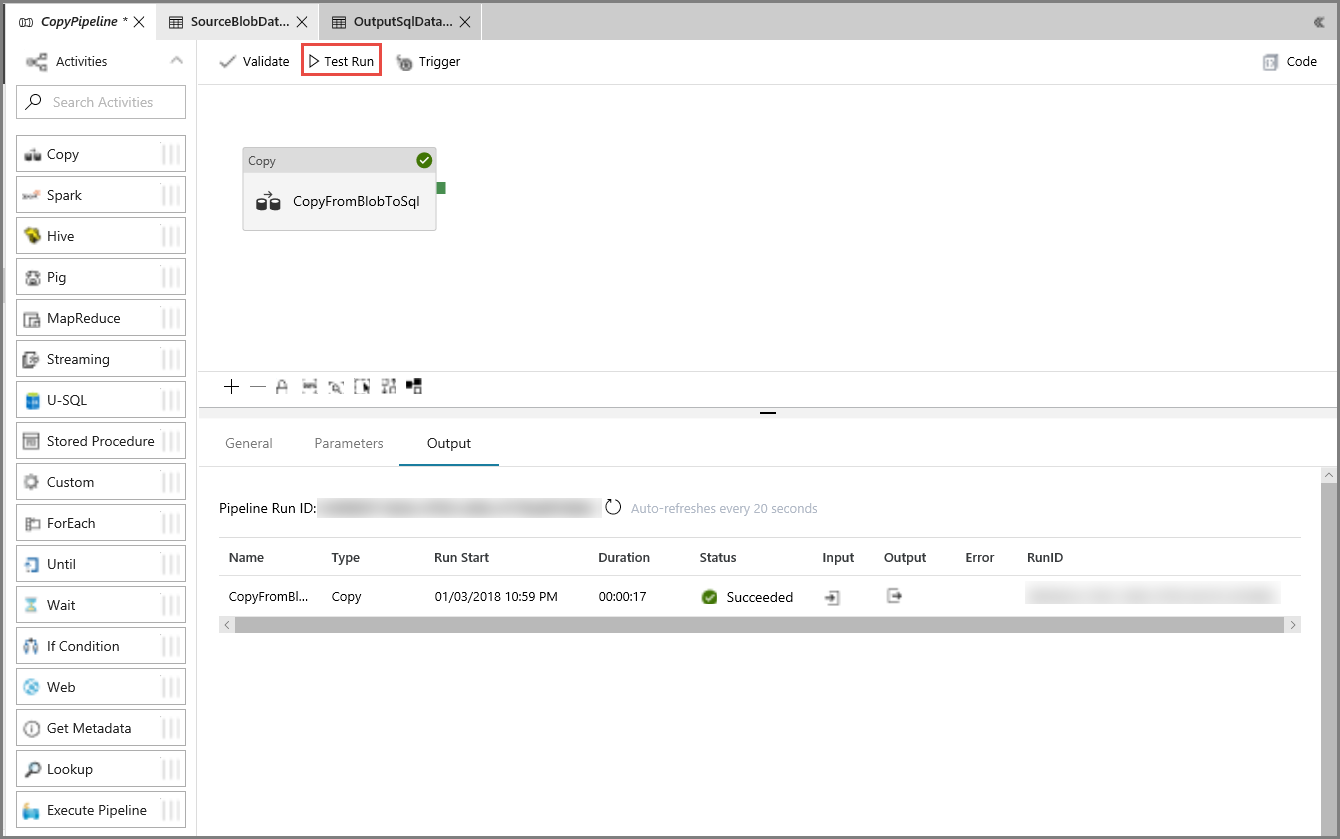 CopyPipeline *
SourceBlobDat...
OutputSqlData...
Activities
Validate
Test Run
Trigger
Code
Search Activities
Copy
Spark
Hive
Pig
MapReduce
Streaming
U-SQL
Stored Procedure
Custom
ForEach
Until
Wait
If Condition
Web
Get Metadata
Lookup
Execute Pipeline
Copy
CopyFromBlobToSql
General Parameters Output
Pipeline Run ID: Auto-refreshes every 20 seconds
Name Type Run Start Duration Status Input Output Error RunID
CopyFromBl... Copy 01/03/2018 10:59 PM 00:00:17 Succeeded